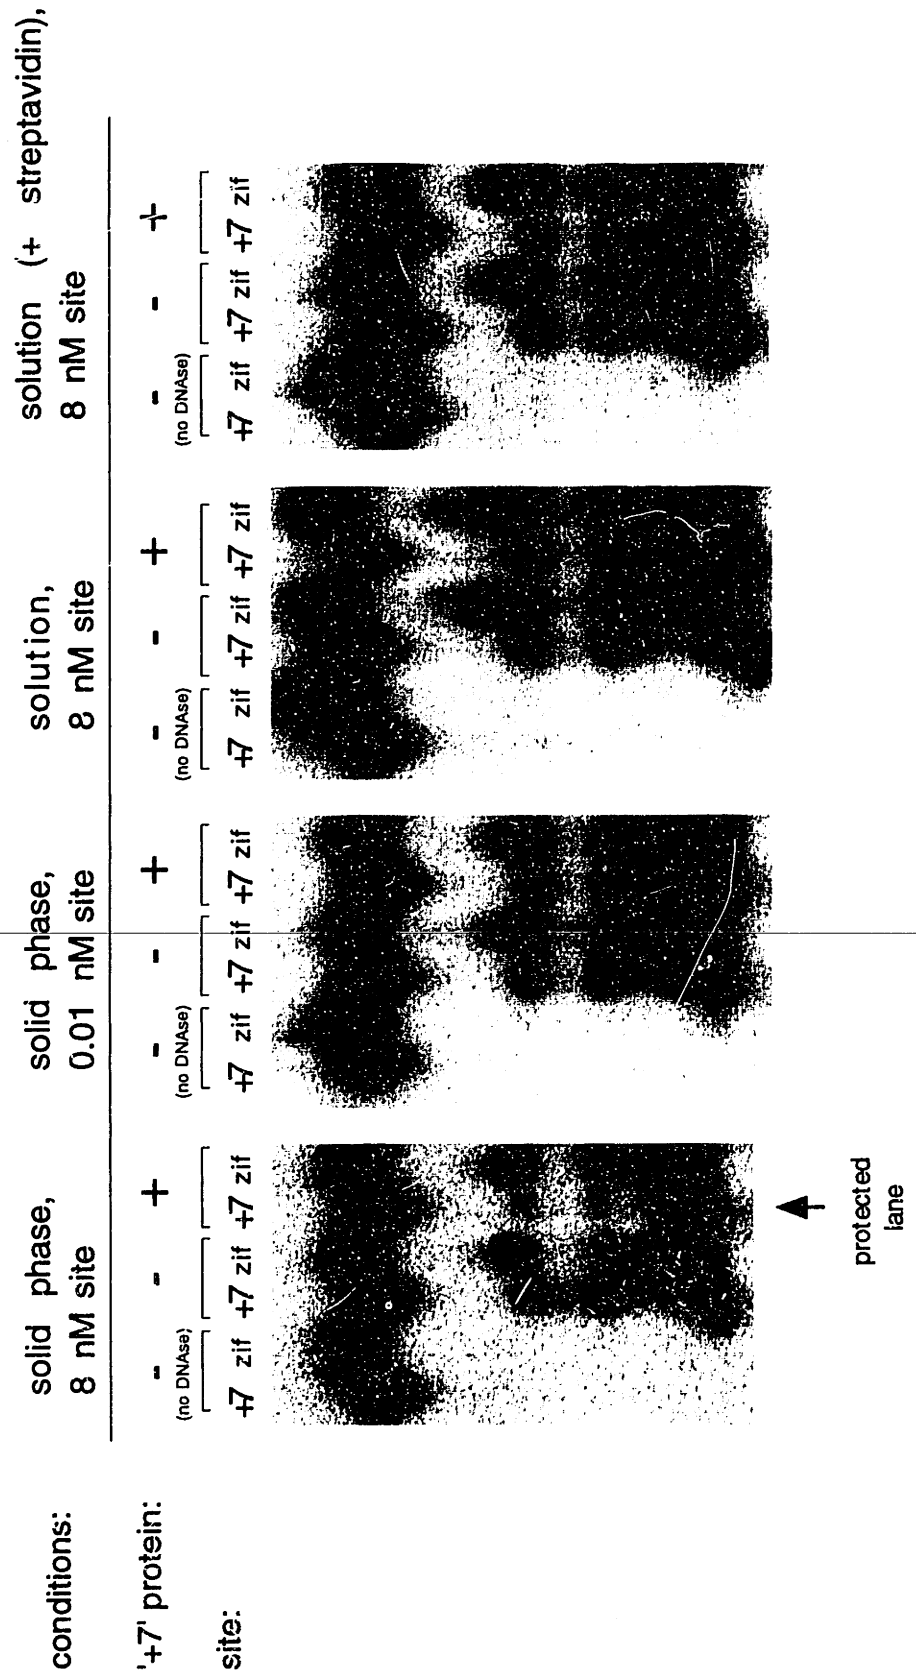 conditions:
solid phase,
8 nM site
solid phase,
0.01 nM site
solution,
8 nM site
solution (+ streptavidin),
8 nM site
'+7' protein:
- - + - - + - - + - - +
(no DNAse) (no DNAse) (no DNAse) (no DNAse)
site:
+7 zif +7 zif +7 zif +7 zif +7 zif +7 zif +7 zif +7 zif +7 zif +7 zif +7 zif +7 zif
protected
lane